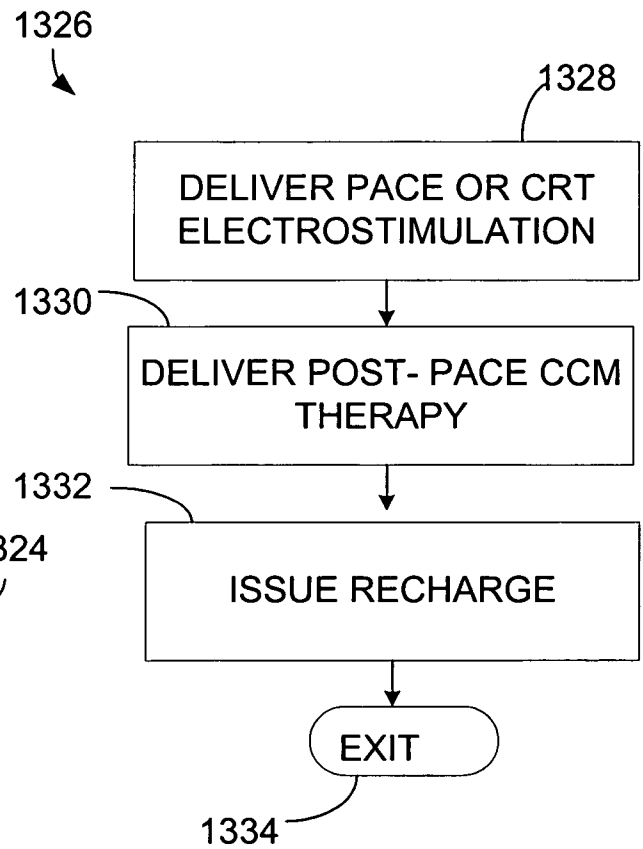 1326
1328
DELIVER PACE OR CRT
ELECTROSTIMULATION
1330
DELIVER POST- PACE CCM
THERAPY
1332
324
ISSUE RECHARGE
EXIT
1334